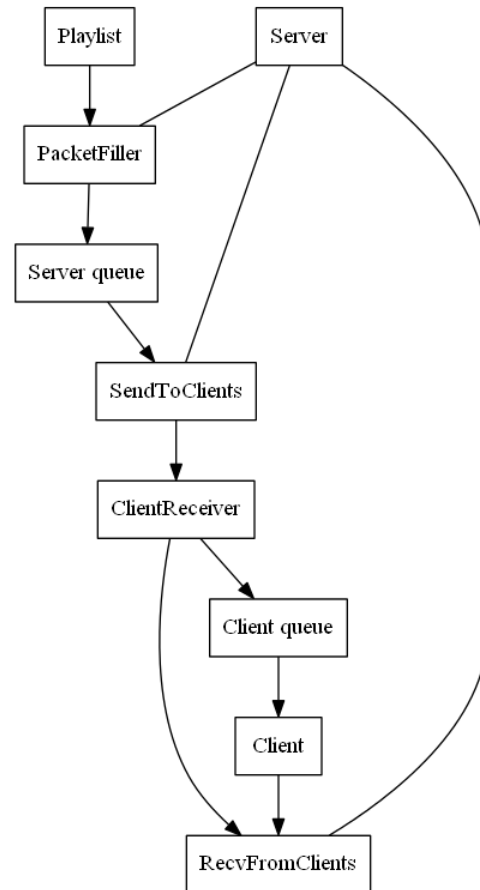 Playlist
Server
PacketFiller
Server queue
SendToClients
ClientReceiver
Client queue
Client
RecvFromClients